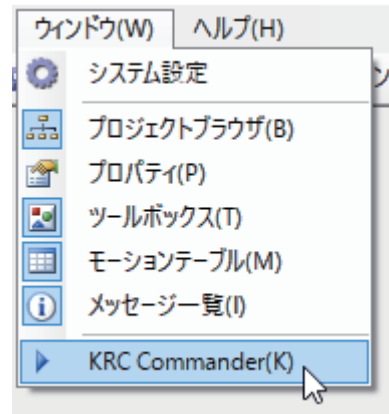 ウィンドウ(W) ヘルプ(H)
システム設定
プロジェクトブラウザ(B)
プロパティ(P)
ツールボックス(T)
モーションテーブル(M)
メッセージ一覧(I)
KRC Commander(K)